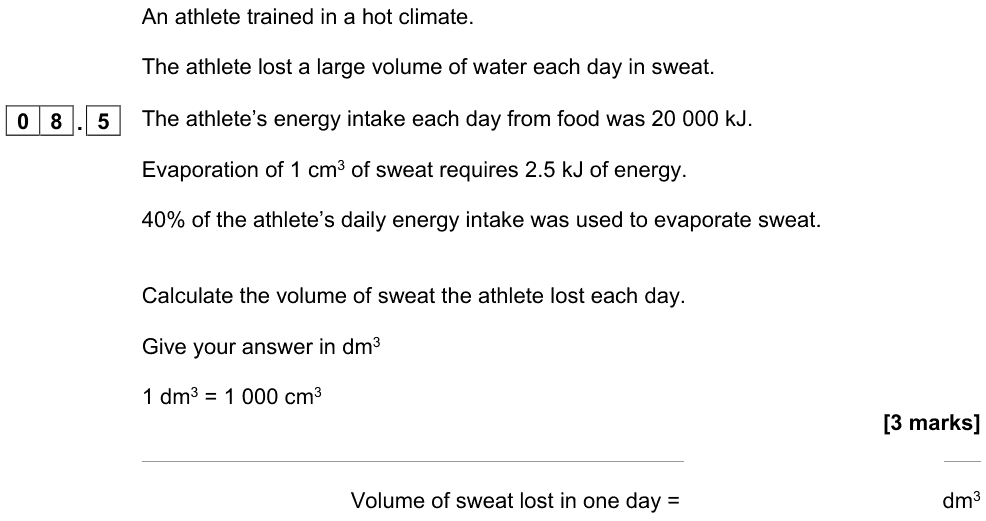 An athlete trained in a hot climate.
The athlete lost a large volume of water each day in sweat.
0 8 . 5 The athlete’s energy intake each day from food was 20 000 kJ.
Evaporation of 1 cm³ of sweat requires 2.5 kJ of energy.
40% of the athlete’s daily energy intake was used to evaporate sweat.
Calculate the volume of sweat the athlete lost each day.
Give your answer in dm³
1 dm³ = 1 000 cm³
[3 marks]
Volume of sweat lost in one day = dm³